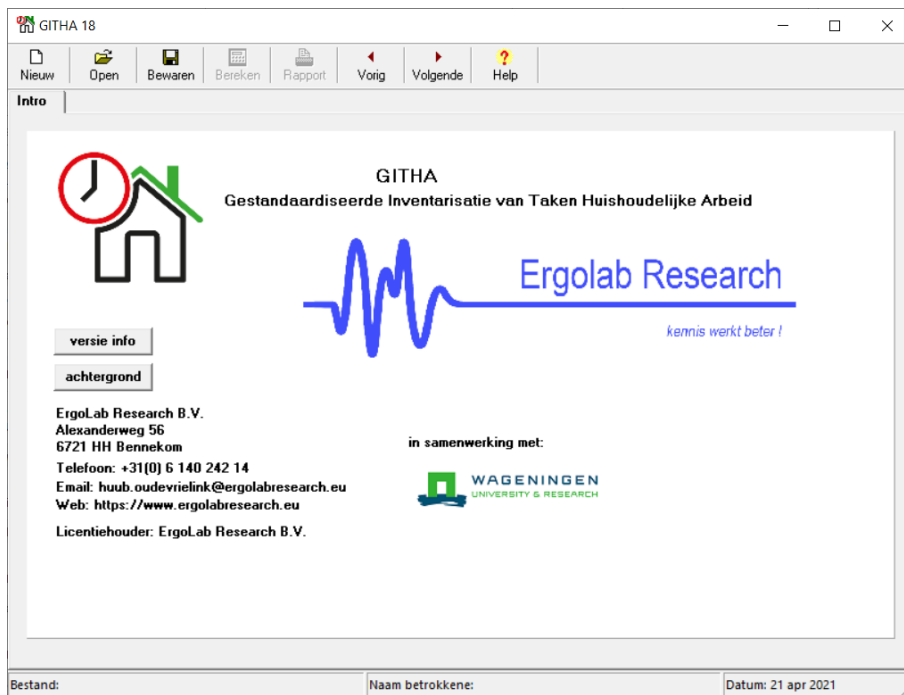 GITHA 18
Nieuw Open Bewaren Bereken Rapport Vorig Volgende Help
Intro
GITHA
Gestandaardiseerde Inventarisatie van Taken Huishoudelijke Arbeid
Ergolab Research
kennis werkt beter !
versie info
achtergrond
ErgoLab Research B.V.
Alexanderweg 56
6721 HH Bennekom
Telefoon: +31(0) 6 140 242 14
Email: huub.oudevrielink@ergolabresearch.eu
Web: https://www.ergolabresearch.eu
Licentiehouder: ErgoLab Research B.V.
in samenwerking met:
WAGENINGEN
UNIVERSITY & RESEARCH
Bestand: Naam betrokkene: Datum: 21 apr 2021